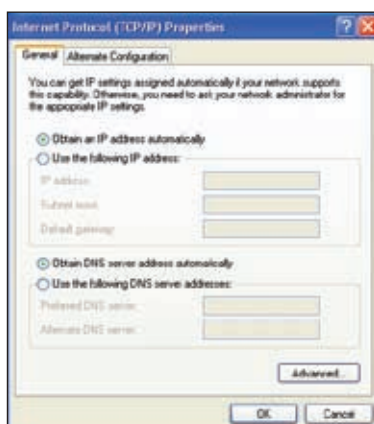 Internet Protocol (TCP/IP) Properties
General
Alternate Configuration
You can get IP settings assigned automatically if your network supports
this capability. Otherwise, you need to ask your network administrator for
the appropriate IP settings.
Obtain an IP address automatically
Use the following IP address:
IP address:
Subnet mask:
Default gateway:
Obtain DNS server address automatically
Use the following DNS server addresses:
Preferred DNS server:
Alternate DNS server:
Advanced...
OK
Cancel